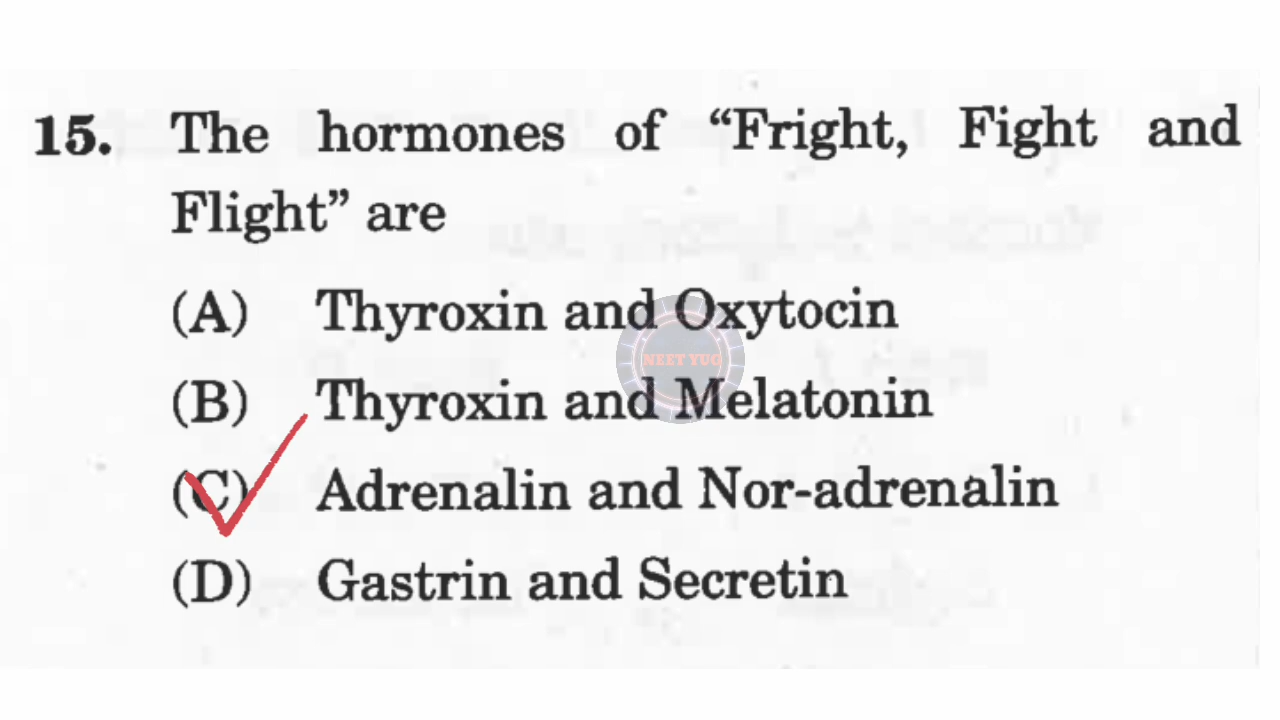 15. The hormones of “Fright, Fight and
Flight” are
(A) Thyroxin and Oxytocin
NEET YUG
(B) Thyroxin and Melatonin
(C) Adrenalin and Nor-adrenalin
(D) Gastrin and Secretin